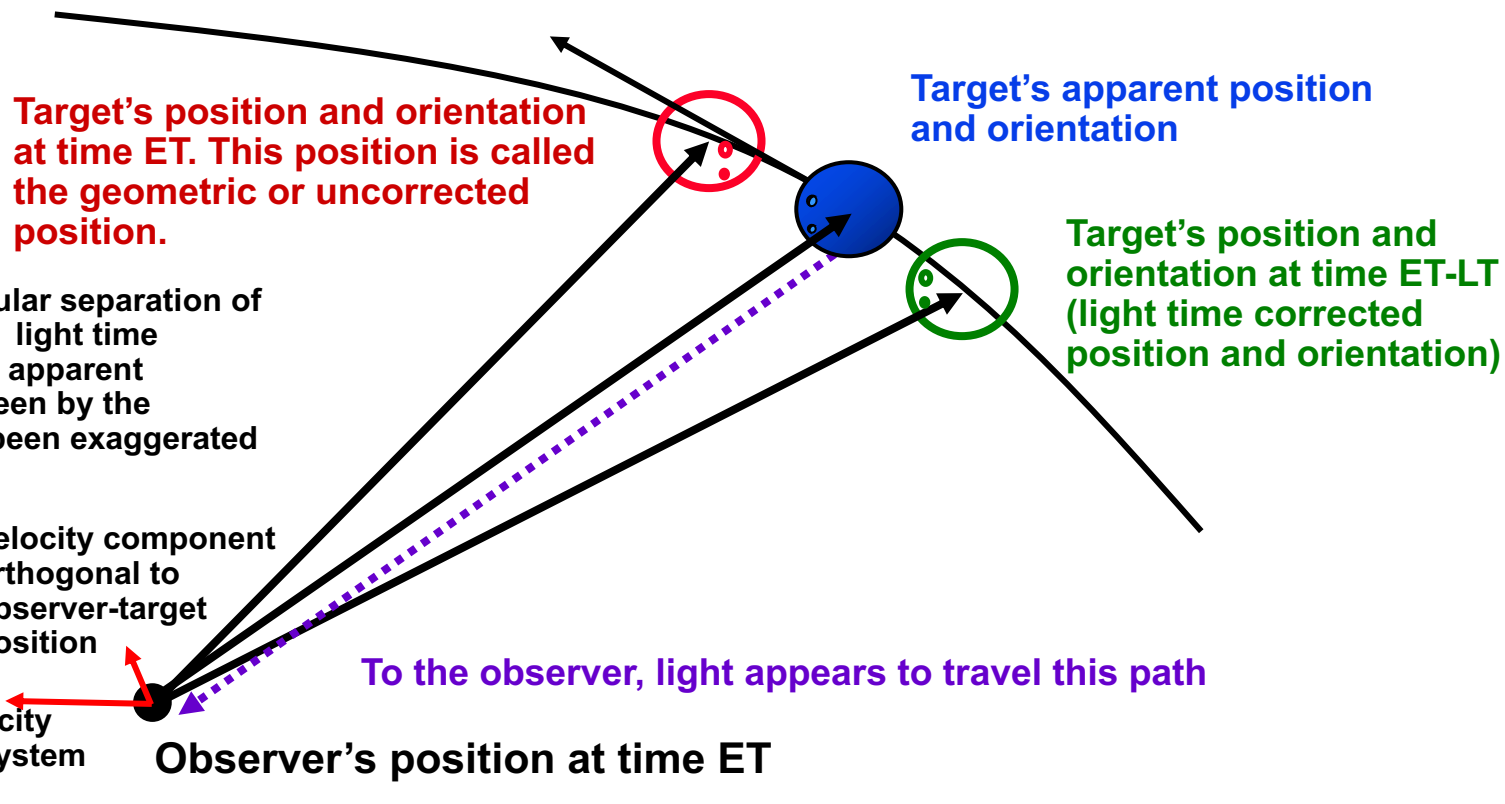 Target’s apparent position
and orientation
Target’s position and orientation
at time ET. This position is called
the geometric or uncorrected
position.
Target’s position and
orientation at time ET-LT
(light time corrected
position and orientation)
ular separation of
light time
apparent
een by the
been exaggerated
elocity component
rthogonal to
bserver-target
osition
To the observer, light appears to travel this path
city
ystem
Observer’s position at time ET